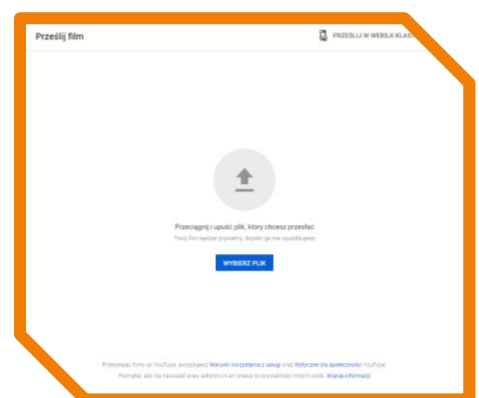 Prześlij film
PRZEŚLIJ W WERSJI
Przeciągnij i upuść plik, który chcesz przesłać
Twój film będzie prywatny, dopóki go nie opublikujesz
WYBIERZ PLIK
Przesyłając filmy do YouTube, akceptujesz Warunki korzystania z usługi oraz Wytyczne dla społeczności YouTube.
Pamiętaj, aby nie naruszać praw autorskich ani prawa do prywatności innych osób. Więcej informacji